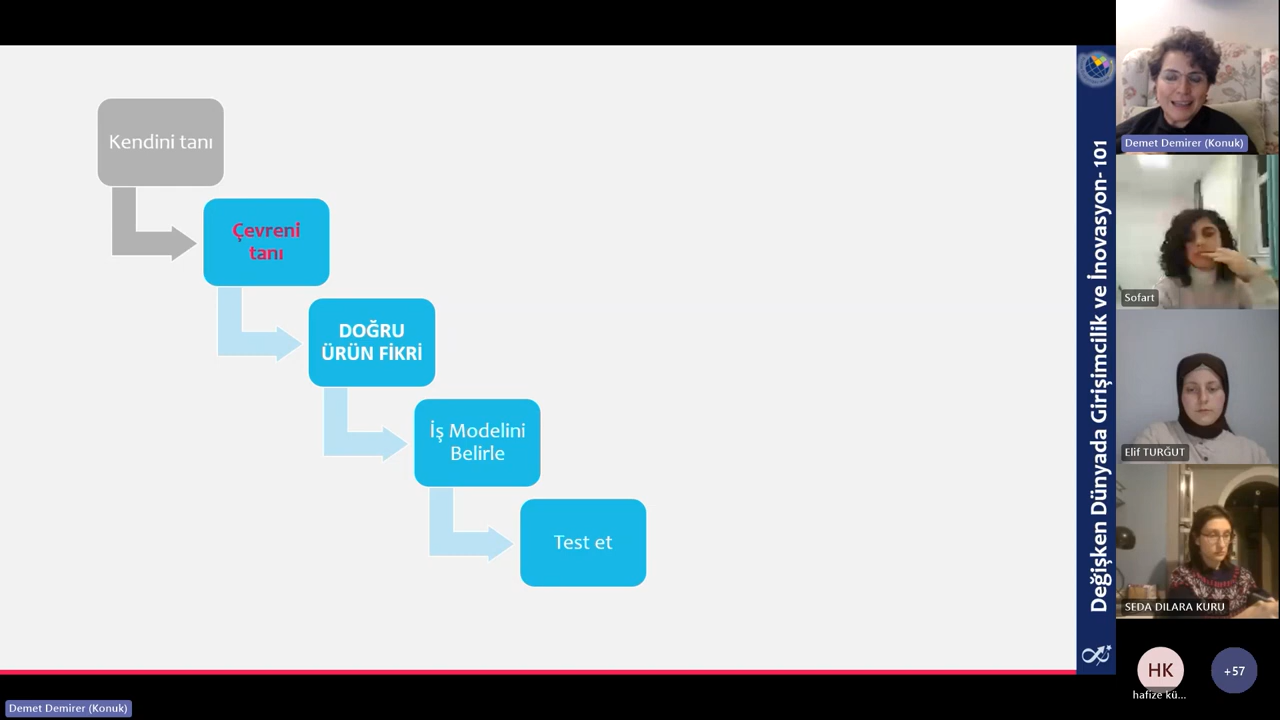 Kendini tanı
Çevreni
tanı
DOĞRU
ÜRÜN FİKRİ
İş Modelini
Belirle
Test et
Değişken Dünyada Girişimcilik ve İnovasyon- 101
Demet Demirer (Konuk)
Sofart
Elif TURĞUT
SEDA DILARA KURU
HK
hafize kü...
+57
Demet Demirer (Konuk)